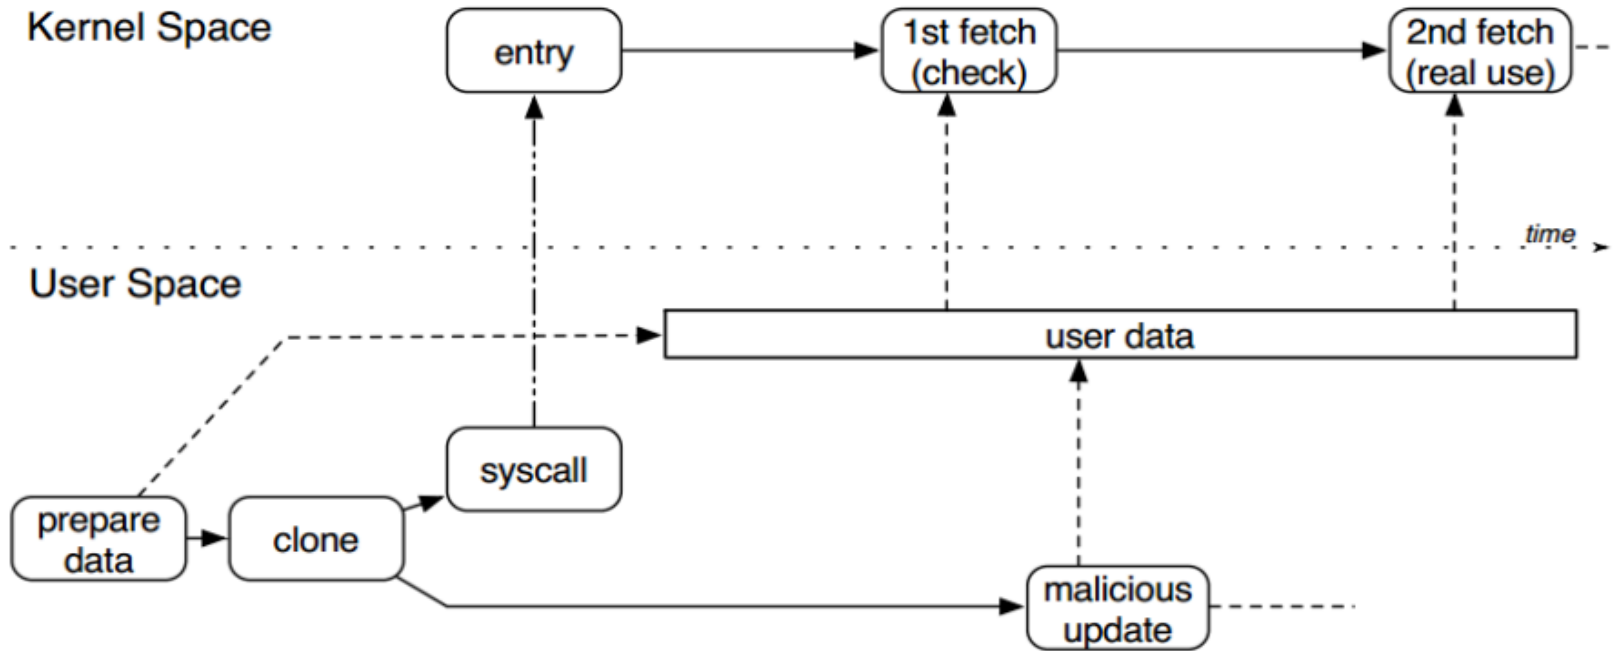 Kernel Space
entry
1st fetch
(check)
2nd fetch
(real use)
time
User Space
user data
syscall
prepare
data
clone
malicious
update